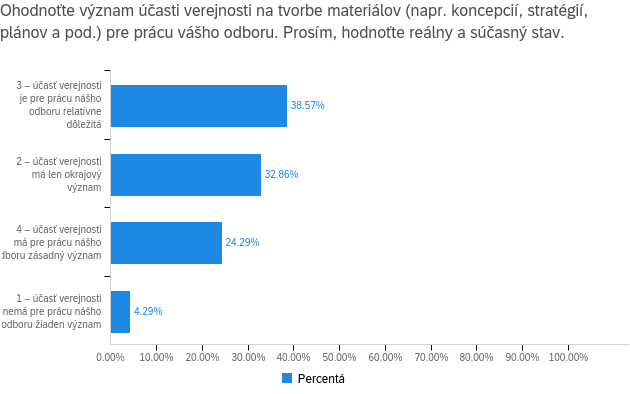 Ohodnoťte význam účasti verejnosti na tvorbe materiálov (napr. koncepcií, stratégií,
plánov a pod.) pre prácu vášho odboru. Prosím, hodnoťte reálny a súčasný stav.
3 – účasť verejnosti
je pre prácu nášho
odboru relatívne
dôležitá
38.57%
2 – účasť verejnosti
má len okrajový
význam
32.86%
4 – účasť verejnosti
má pre prácu nášho
dboru zásadný význam
24.29%
1 – účasť verejnosti
nemá pre prácu nášho
odboru žiaden význam
4.29%
0.00% 10.00% 20.00% 30.00% 40.00% 50.00% 60.00% 70.00% 80.00% 90.00% 100.00%
Percentá